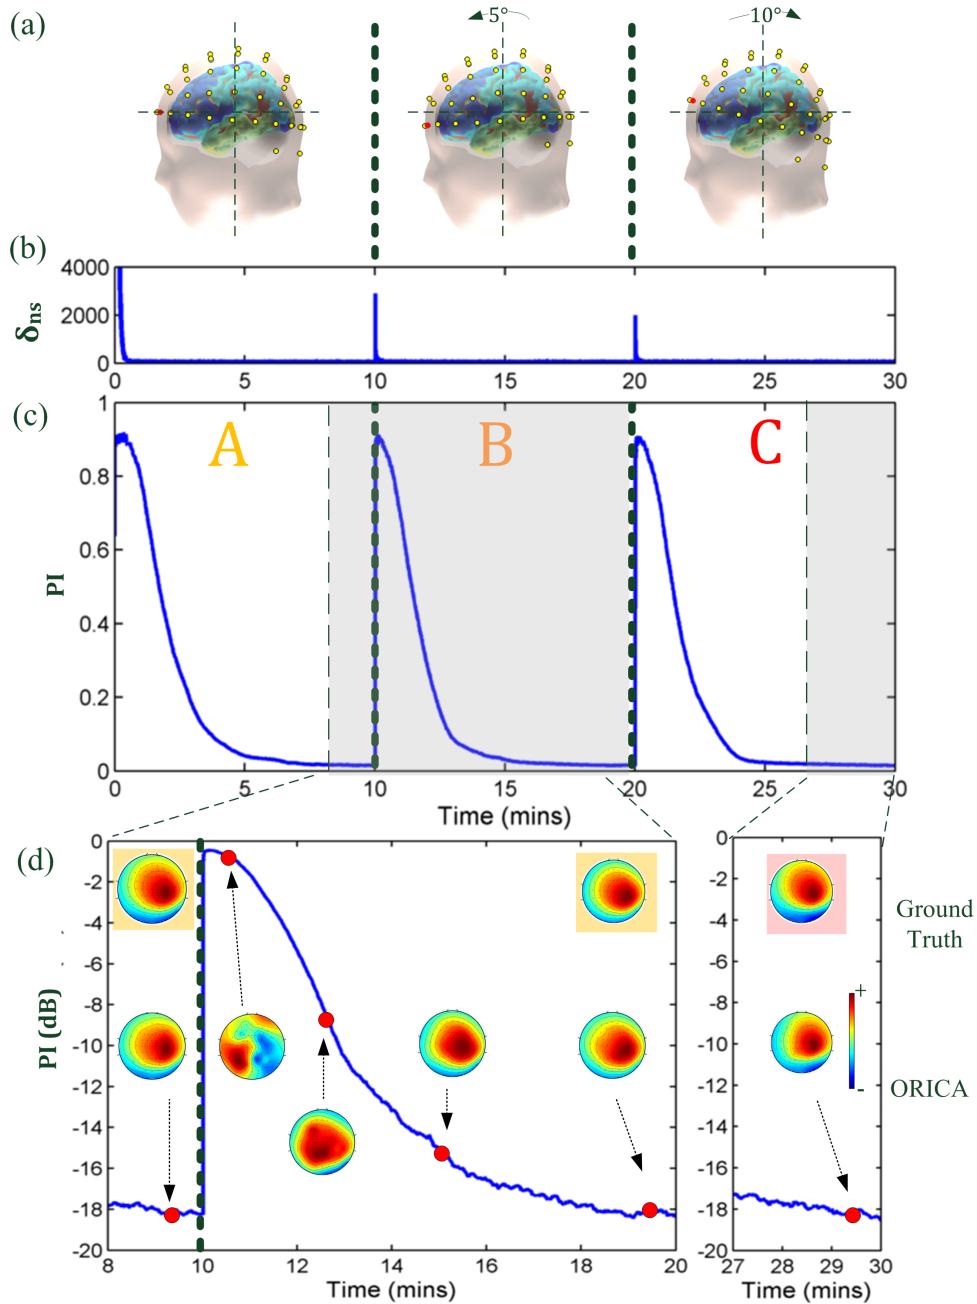 (a)
5°
10°
(b)
δns
4000
2000
0
0 5 10 15 20 25 30
(c)
PI
1
0.8
0.6
0.4
0.2
0
A
B
C
0 5 10 15 20 25 30
Time (mins)
(d)
PI (dB)
0
-2
-4
-6
-8
-10
-12
-14
-16
-18
-20
8 10 12 14 16 18 20
Time (mins)
0
-2
-4
-6
-8
-10
-12
-14
-16
-18
-20
27 28 29 30
Time (mins)
+
-
Ground
Truth
ORICA